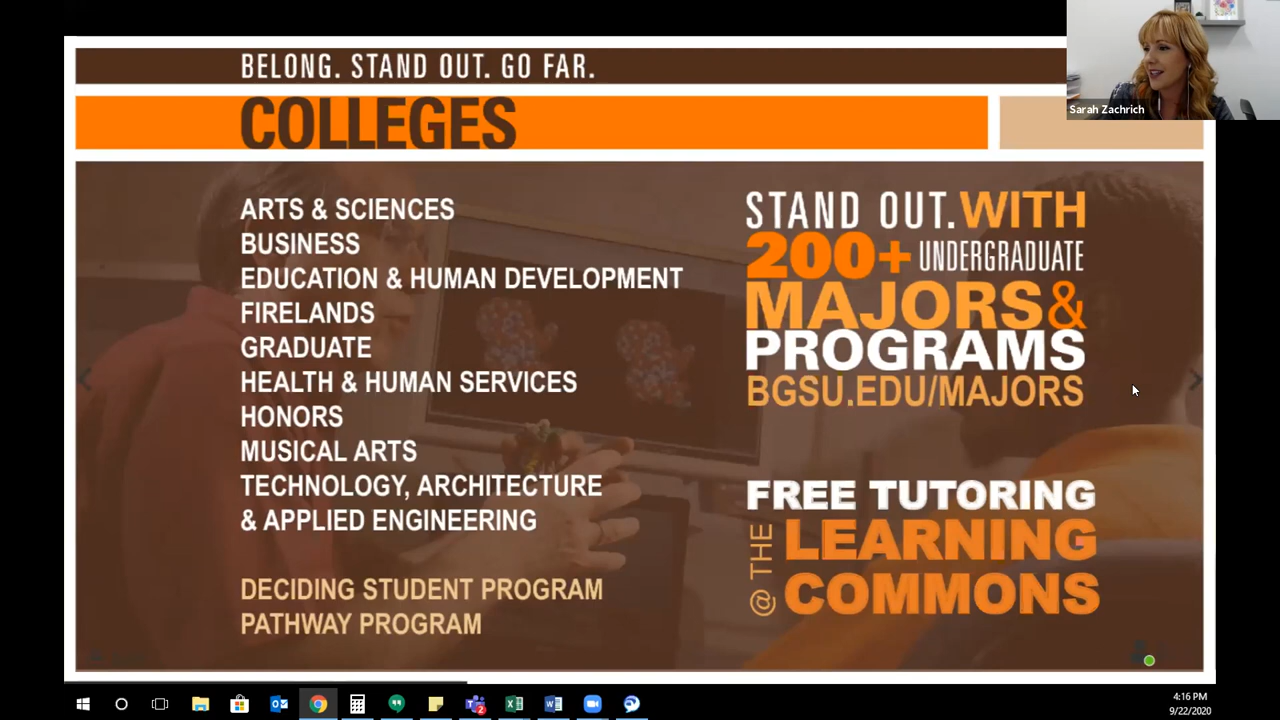 BELONG. STAND OUT. GO FAR.
COLLEGES
Sarah Zachrich
ARTS & SCIENCES
BUSINESS
EDUCATION & HUMAN DEVELOPMENT
FIRELANDS
GRADUATE
HEALTH & HUMAN SERVICES
HONORS
MUSICAL ARTS
TECHNOLOGY, ARCHITECTURE
& APPLIED ENGINEERING
DECIDING STUDENT PROGRAM
PATHWAY PROGRAM
STAND OUT. WITH
200+ UNDERGRADUATE
MAJORS &
PROGRAMS
BGSU.EDU/MAJORS
FREE TUTORING
@ THE LEARNING
COMMONS
4:16 PM
9/22/2020